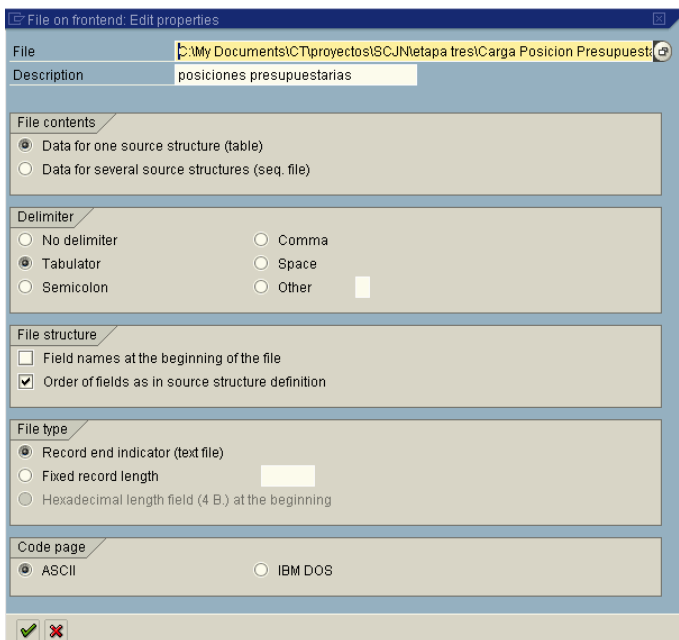 File on frontend: Edit properties
File C:\My Documents\CT\proyectos\SCJN\etapa tres\Carga Posicion Presupuesta
Description posiciones presupuestarias
File contents
Data for one source structure (table)
Data for several source structures (seq. file)
Delimiter
No delimiter Comma
Tabulator Space
Semicolon Other
File structure
Field names at the beginning of the file
Order of fields as in source structure definition
File type
Record end indicator (text file)
Fixed record length
Hexadecimal length field (4 B.) at the beginning
Code page
ASCII IBM DOS